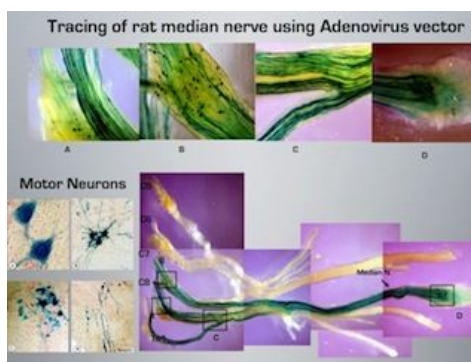 Tracing of rat median nerve using Adenovirus vector
A B C D
Motor Neurons
C5
C6
C7
C8
Median N.
C
D